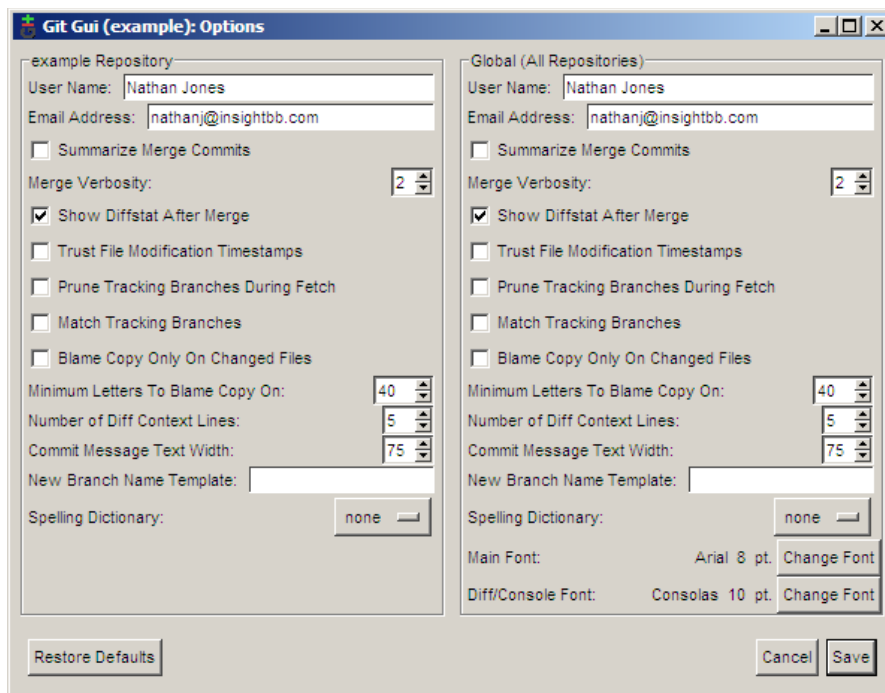 Git Gui (example): Options
example Repository
User Name: Nathan Jones
Email Address: nathanj@insightbb.com
Summarize Merge Commits
Merge Verbosity: 2
Show Diffstat After Merge
Trust File Modification Timestamps
Prune Tracking Branches During Fetch
Match Tracking Branches
Blame Copy Only On Changed Files
Minimum Letters To Blame Copy On: 40
Number of Diff Context Lines: 5
Commit Message Text Width: 75
New Branch Name Template:
Spelling Dictionary: none
Global (All Repositories)
User Name: Nathan Jones
Email Address: nathanj@insightbb.com
Summarize Merge Commits
Merge Verbosity: 2
Show Diffstat After Merge
Trust File Modification Timestamps
Prune Tracking Branches During Fetch
Match Tracking Branches
Blame Copy Only On Changed Files
Minimum Letters To Blame Copy On: 40
Number of Diff Context Lines: 5
Commit Message Text Width: 75
New Branch Name Template:
Spelling Dictionary: none
Main Font: Arial 8 pt. Change Font
Diff/Console Font: Consolas 10 pt. Change Font
Restore Defaults
Cancel Save